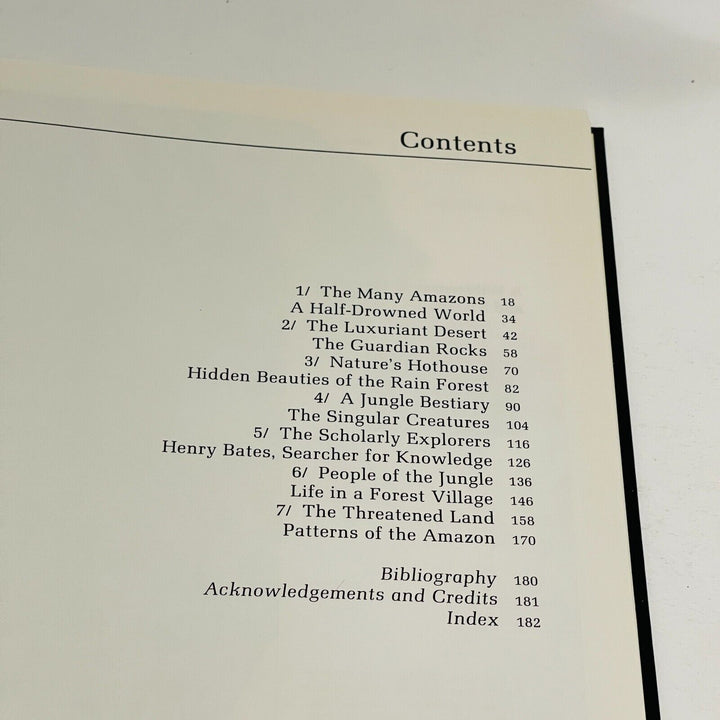 Contents
1/ The Many Amazons 18
A Half-Drowned World 34
2/ The Luxuriant Desert 42
The Guardian Rocks 58
3/ Nature's Hothouse 70
Hidden Beauties of the Rain Forest 82
4/ A Jungle Bestiary 90
The Singular Creatures 104
5/ The Scholarly Explorers 116
Henry Bates, Searcher for Knowledge 126
6/ People of the Jungle 136
Life in a Forest Village 146
7/ The Threatened Land 158
Patterns of the Amazon 170
Bibliography 180
Acknowledgements and Credits 181
Index 182